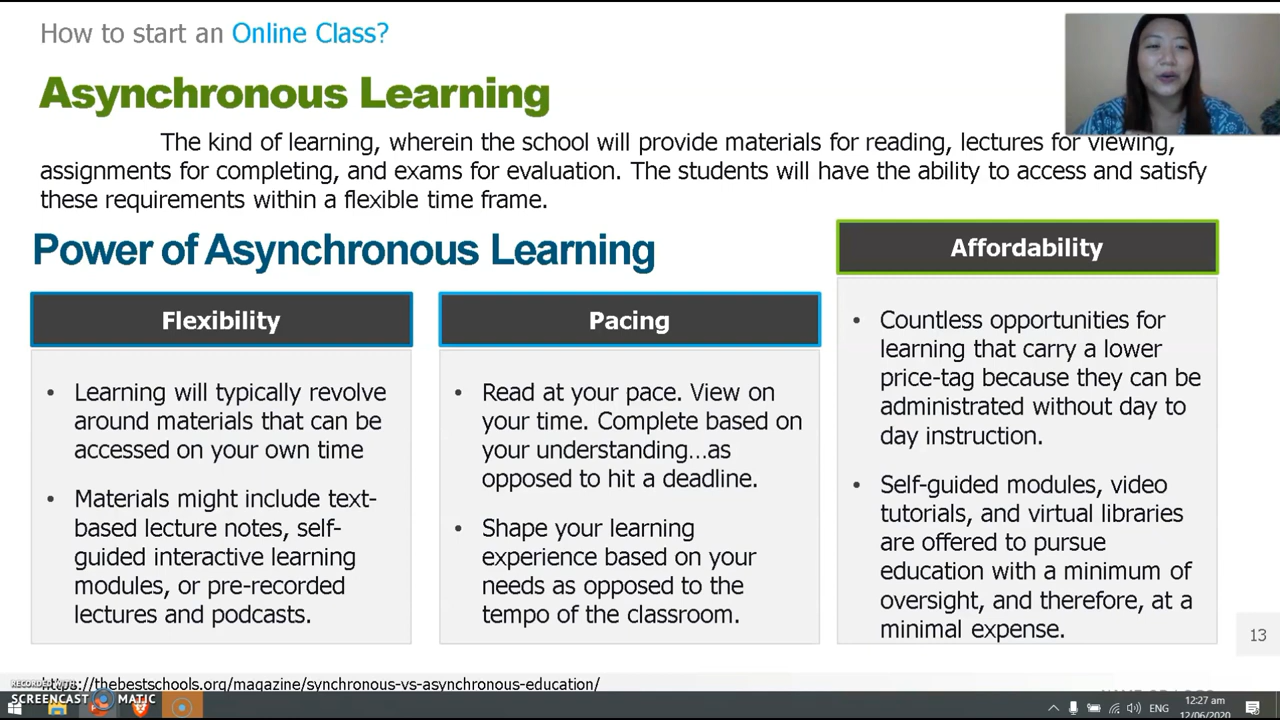 How to start an Online Class?
Asynchronous Learning
The kind of learning, wherein the school will provide materials for reading, lectures for viewing,
assignments for completing, and exams for evaluation. The students will have the ability to access and satisfy
these requirements within a flexible time frame.
Power of Asynchronous Learning
Flexibility
• Learning will typically revolve
around materials that can be
accessed on your own time
• Materials might include text-
based lecture notes, self-
guided interactive learning
modules, or pre-recorded
lectures and podcasts.
Pacing
• Read at your pace. View on
your time. Complete based on
your understanding…as
opposed to hit a deadline.
• Shape your learning
experience based on your
needs as opposed to the
tempo of the classroom.
Affordability
• Countless opportunities for
learning that carry a lower
price-tag because they can be
administrated without day to
day instruction.
• Self-guided modules, video
tutorials, and virtual libraries
are offered to pursue
education with a minimum of
oversight, and therefore, at a
minimal expense.
13
https://thebestschools.org/magazine/synchronous-vs-asynchronous-education/
RECORDED WITH
SCREENCAST MATIC
ENG
12:27 am
12/06/2020